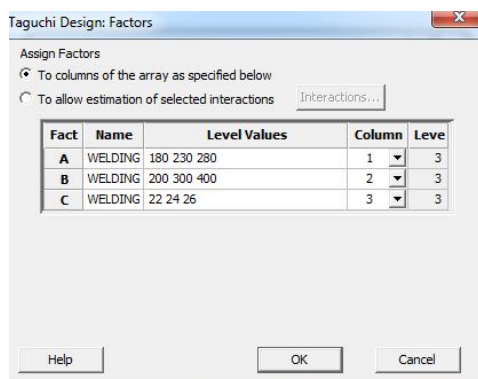 Taguchi Design: Factors
Assign Factors
To columns of the array as specified below
To allow estimation of selected interactions Interactions...
Fact Name Level Values Column Leve
A WELDING 180 230 280 1 3
B WELDING 200 300 400 2 3
C WELDING 22 24 26 3 3
Help OK Cancel